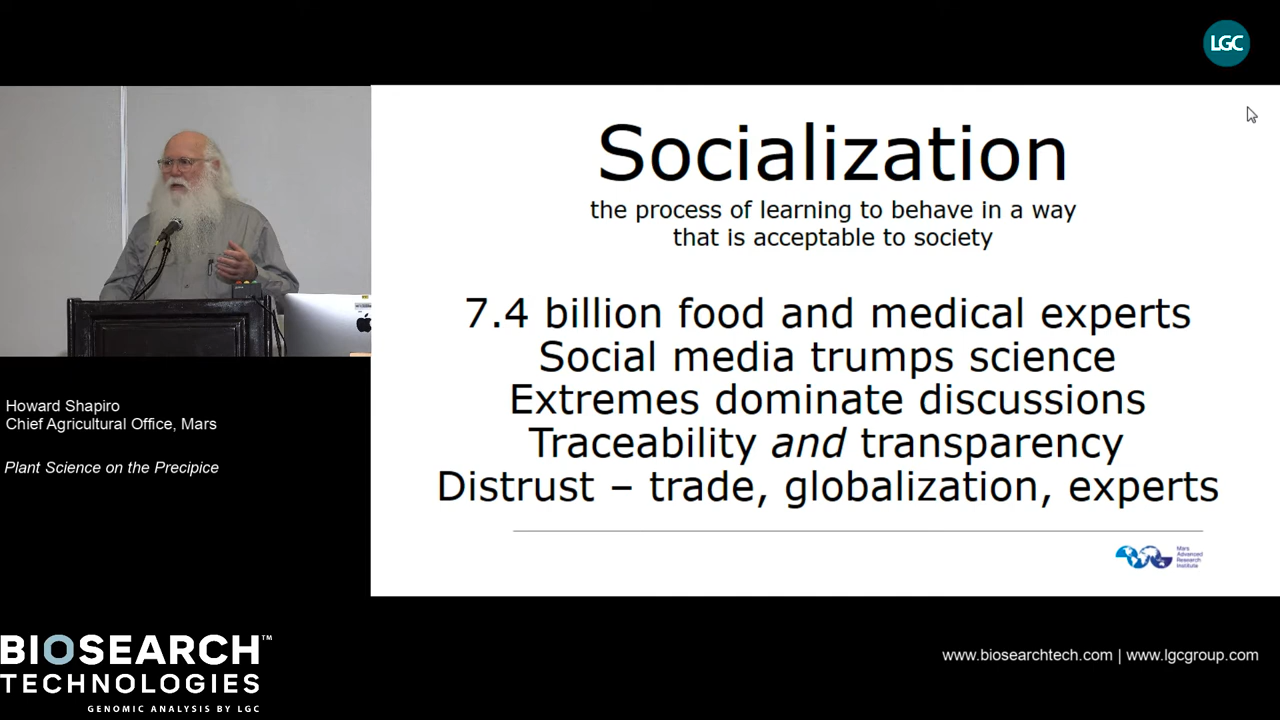 LGC
Socialization
the process of learning to behave in a way
that is acceptable to society
7.4 billion food and medical experts
Social media trumps science
Extremes dominate discussions
Traceability and transparency
Distrust – trade, globalization, experts
Mars
Advanced
Research
Institute
Howard Shapiro
Chief Agricultural Office, Mars
Plant Science on the Precipice
BIOSEARCH™
TECHNOLOGIES
GENOMIC ANALYSIS BY LGC
www.biosearchtech.com | www.lgcgroup.com